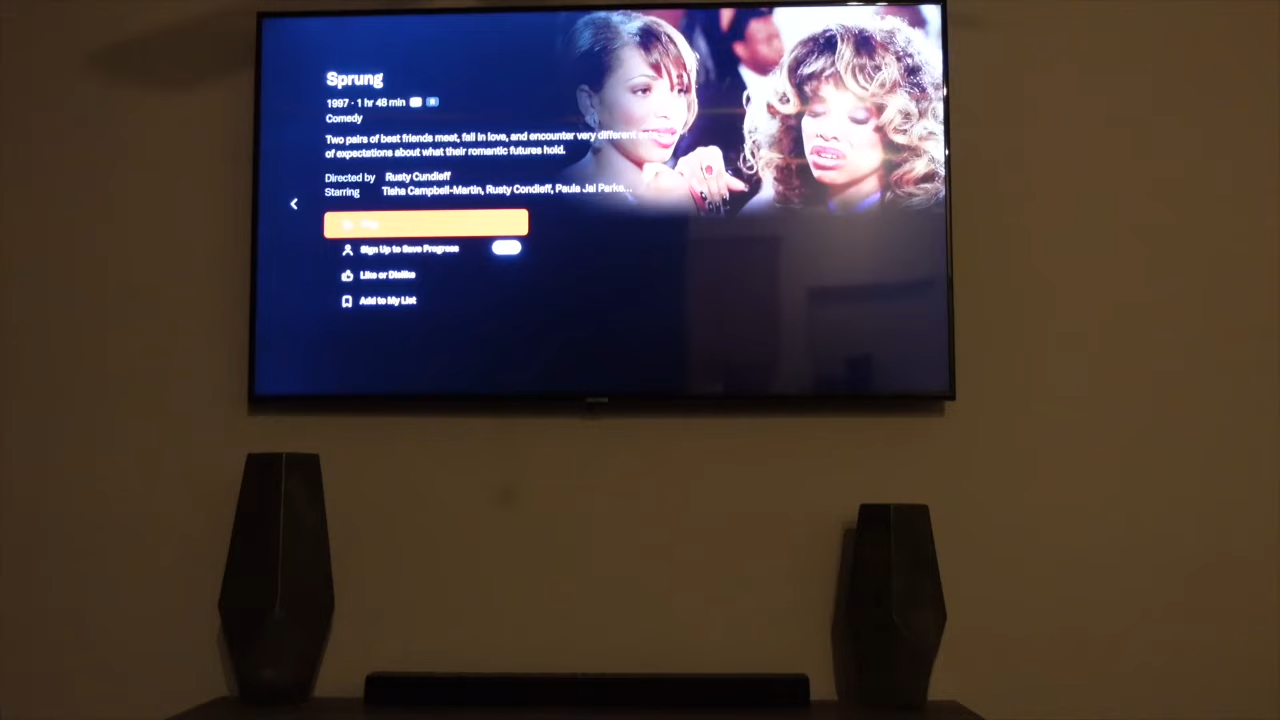 Sprung
1997 · 1 hr 48 min R
Comedy
Two pairs of best friends meet, fall in love, and encounter very different sets
of expectations about what their romantic futures hold.
Directed by Rusty Cundieff
Starring Tisha Campbell-Martin, Rusty Cundieff, Paula Jai Parke...
Play
Sign Up to Save Progress
Like or Dislike
Add to My List